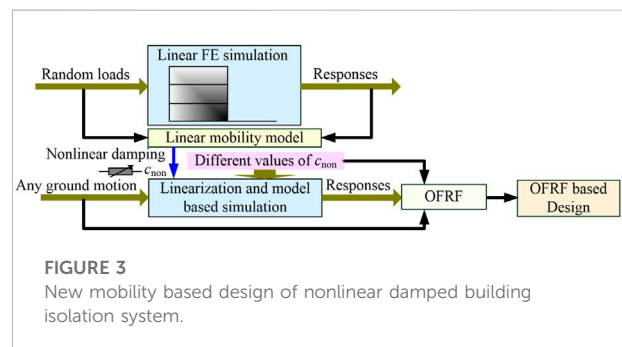 Linear FE simulation
Random loads
Responses
Linear mobility model
Nonlinear damping
Different values of cnon
cnon
Any ground motion
Linearization and model
based simulation
Responses
OFRF
OFRF based
Design
FIGURE 3
New mobility based design of nonlinear damped building
isolation system.